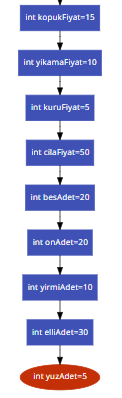 int kopukFiyat=15
int yikamaFiyat=10
int kuruFiyat=5
int cilaFiyat=50
int besAdet=20
int onAdet=20
int yirmiAdet=10
int elliAdet=30
int yuzAdet=5